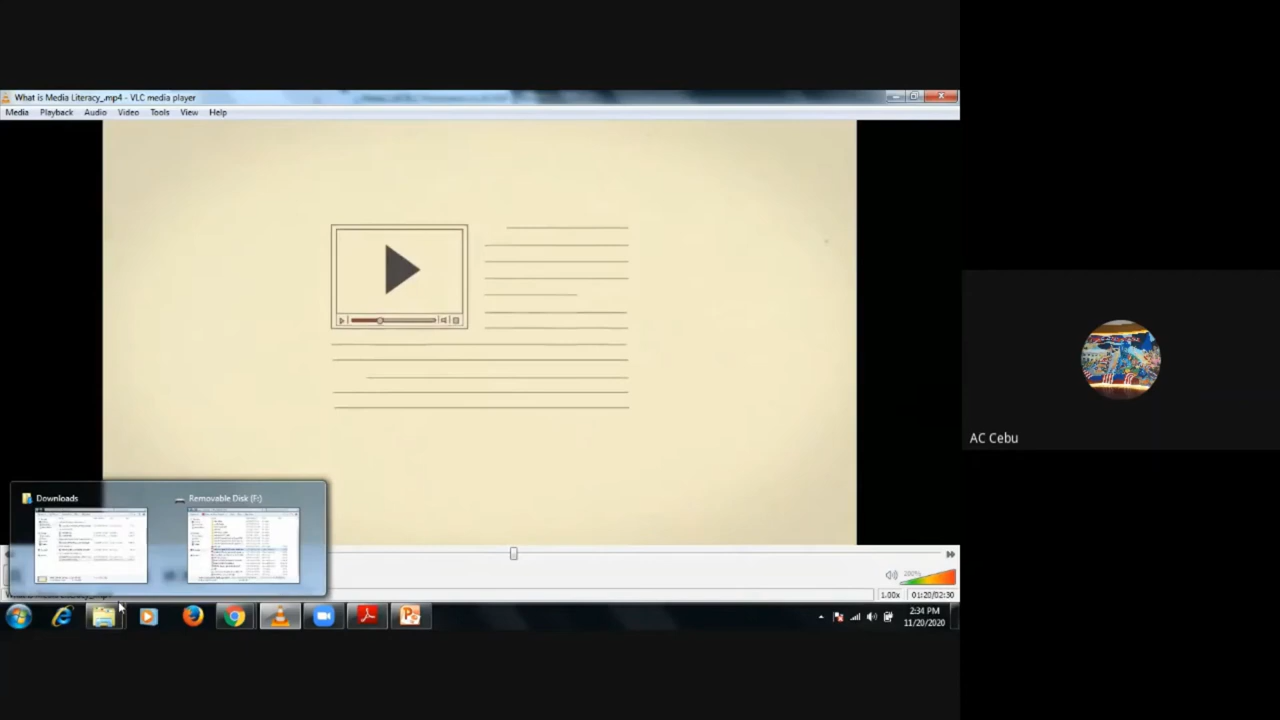 What is Media Literacy_.mp4 - VLC media player
Media Playback Audio Video Tools View Help
AC Cebu
Downloads
Removable Disk (F:)
200%
1.00x
01:20/02:30
2:34 PM
11/20/2020